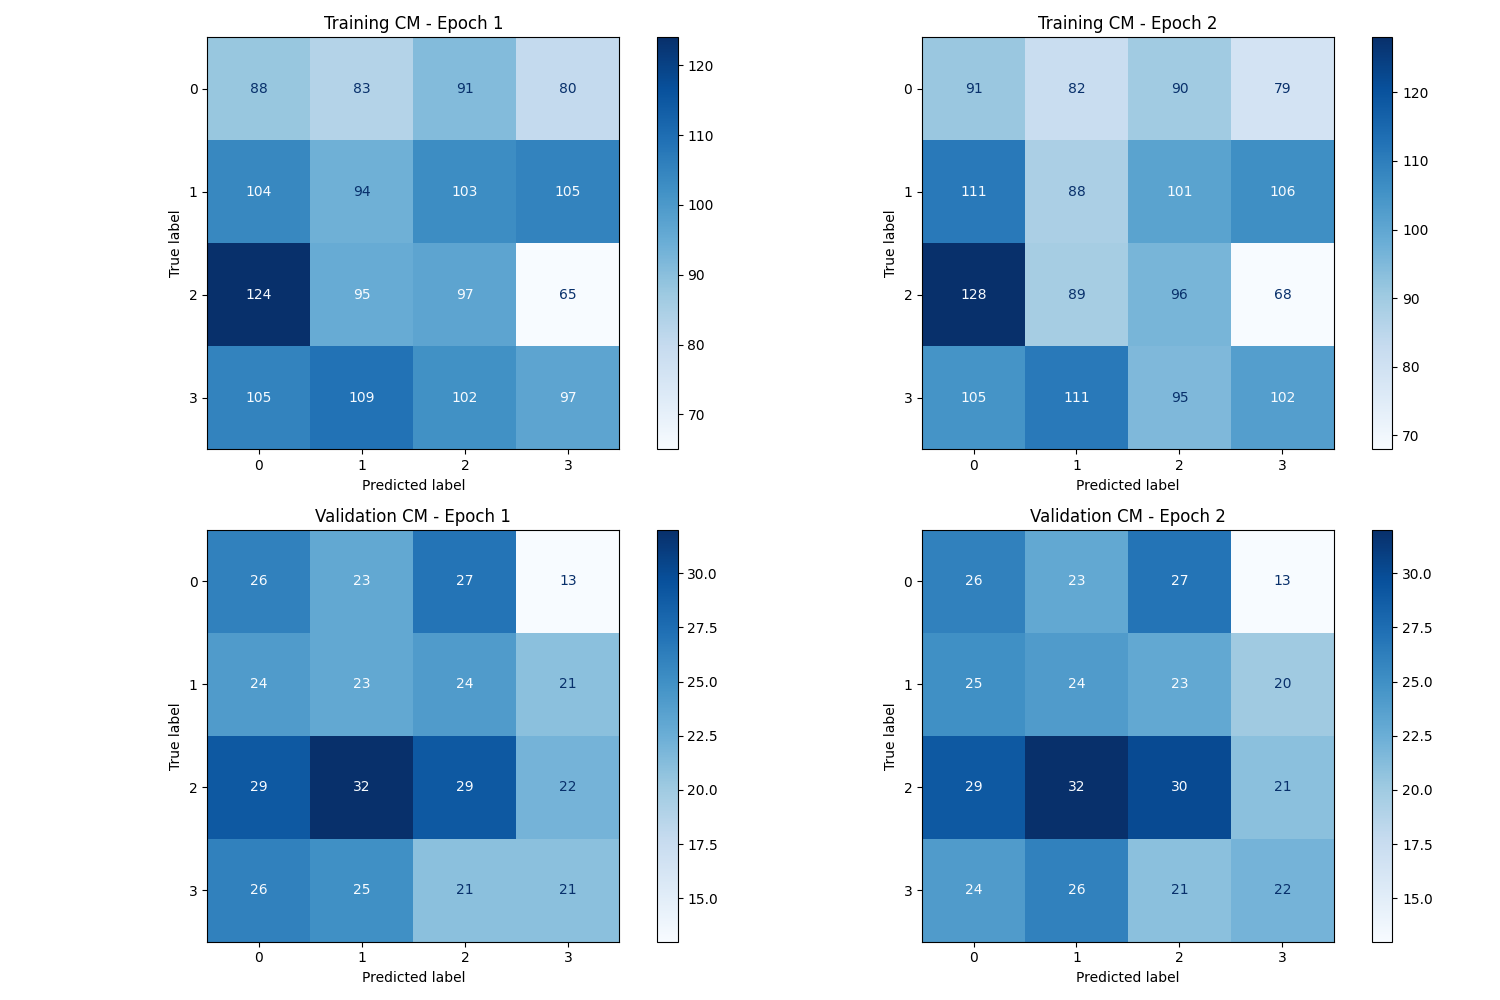 Training CM - Epoch 1
True label
0 88 83 91 80
1 104 94 103 105
2 124 95 97 65
3 105 109 102 97
0 1 2 3
Predicted label
120
110
100
90
80
70
Training CM - Epoch 2
True label
0 91 82 90 79
1 111 88 101 106
2 128 89 96 68
3 105 111 95 102
0 1 2 3
Predicted label
120
110
100
90
80
70
Validation CM - Epoch 1
True label
0 26 23 27 13
1 24 23 24 21
2 29 32 29 22
3 26 25 21 21
0 1 2 3
Predicted label
30.0
27.5
25.0
22.5
20.0
17.5
15.0
Validation CM - Epoch 2
True label
0 26 23 27 13
1 25 24 23 20
2 29 32 30 21
3 24 26 21 22
0 1 2 3
Predicted label
30.0
27.5
25.0
22.5
20.0
17.5
15.0